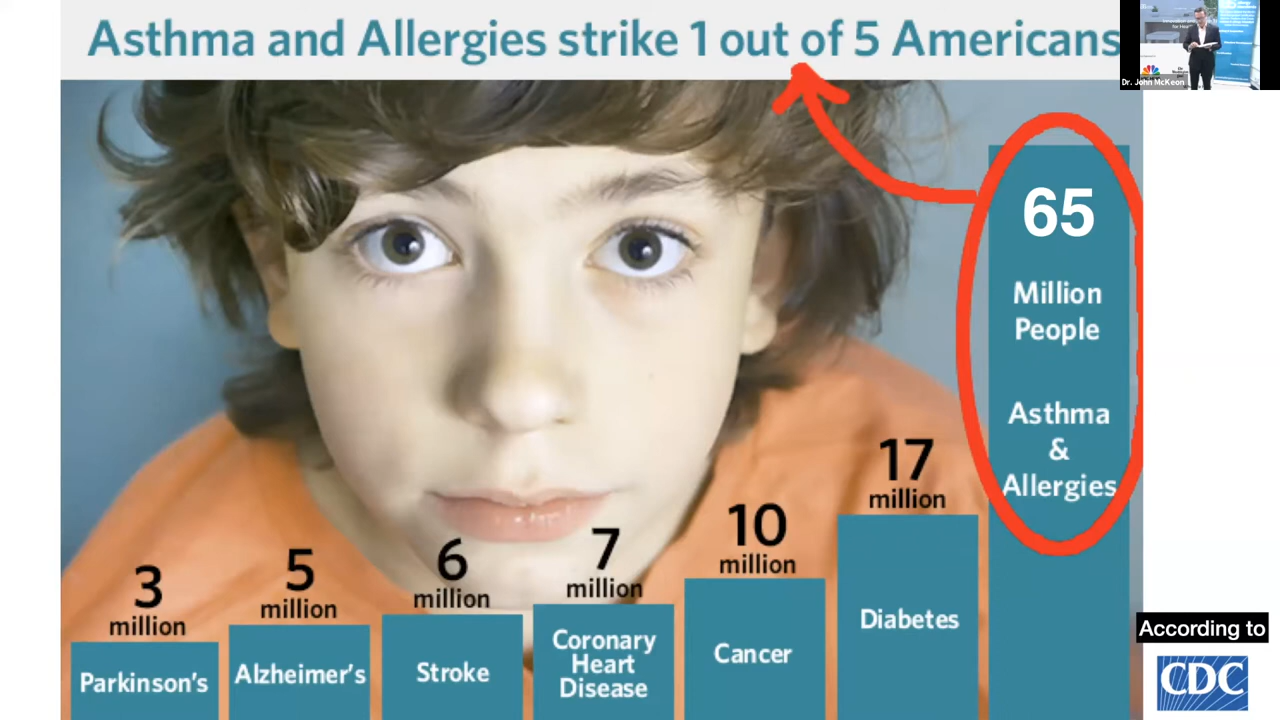 Asthma and Allergies strike 1 out of 5 Americans
Dr. John McKeon
65
Million
People
Asthma
&
Allergies
17
million
Diabetes
10
million
Cancer
7
million
Coronary
Heart
Disease
6
million
Stroke
5
million
Alzheimer's
3
million
Parkinson's
According to
CDC